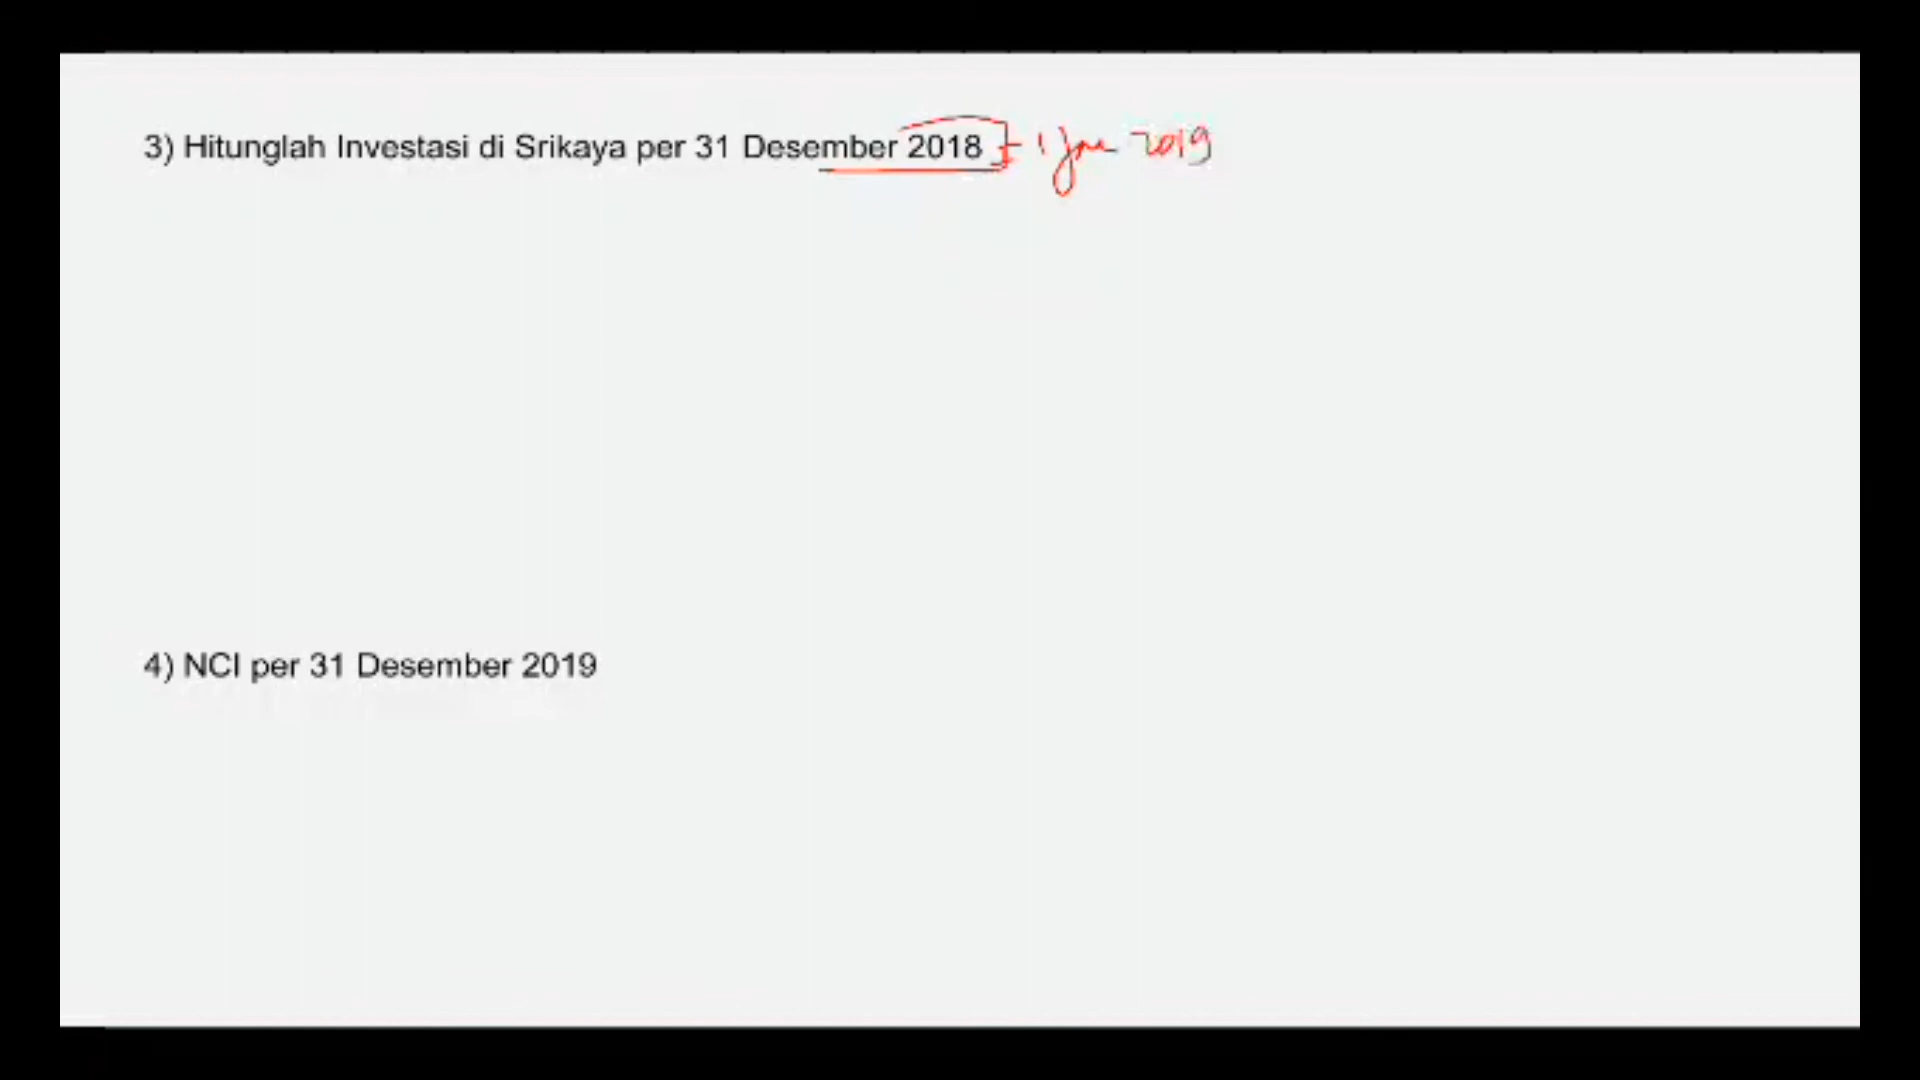 3) Hitunglah Investasi di Srikaya per 31 Desember 2018 1 Jan 2019
4) NCI per 31 Desember 2019